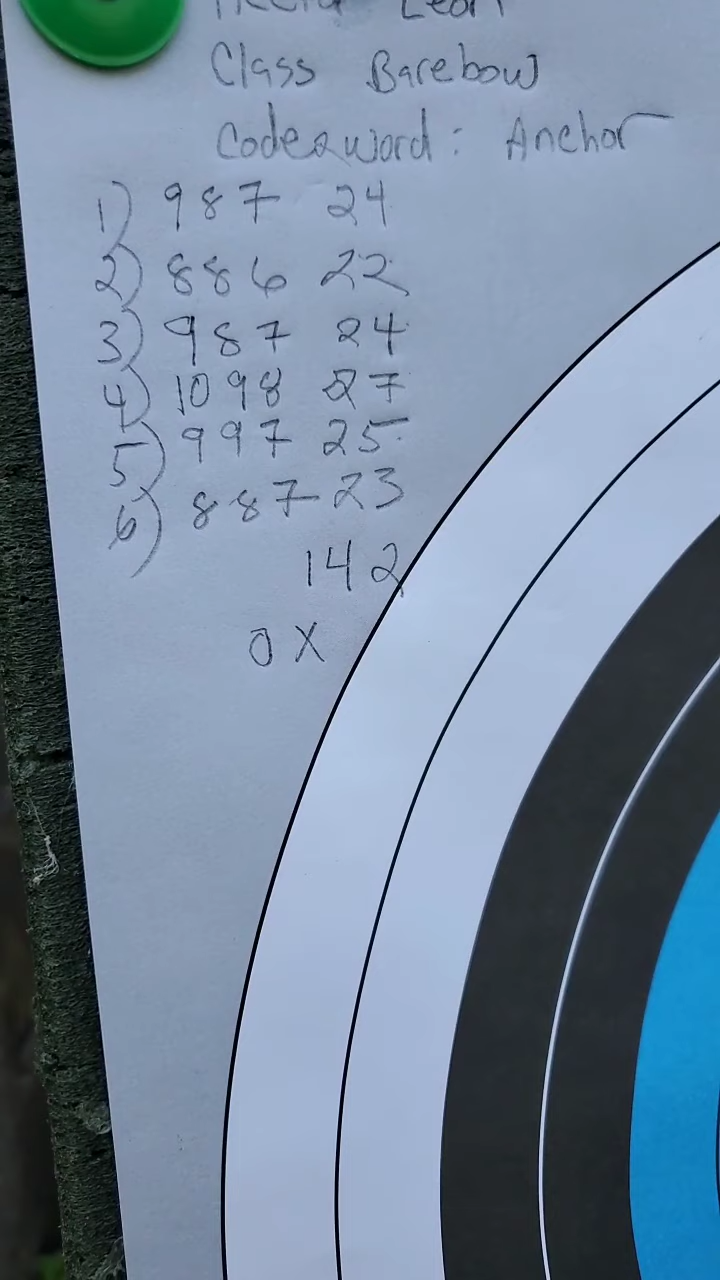 Leon
Class Barebow
Codeword: Anchor
1) 9 8 7 24
2) 8 8 6 22
3) 9 8 7 24
4) 10 9 8 27
5) 9 9 7 25
6) 8 8 7 23
142
0 X